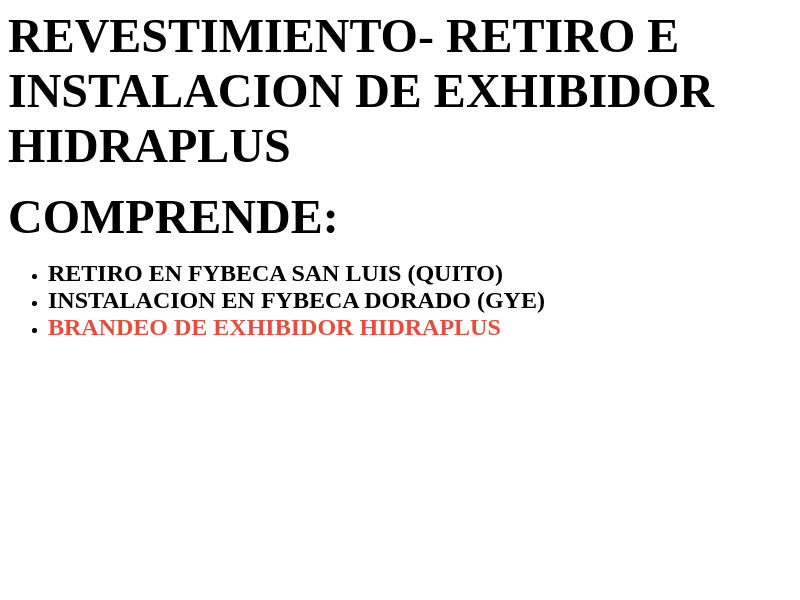 REVESTIMIENTO- RETIRO E
INSTALACION DE EXHIBIDOR
HIDRAPLUS
COMPRENDE:
• RETIRO EN FYBECA SAN LUIS (QUITO)
• INSTALACION EN FYBECA DORADO (GYE)
• BRANDEO DE EXHIBIDOR HIDRAPLUS